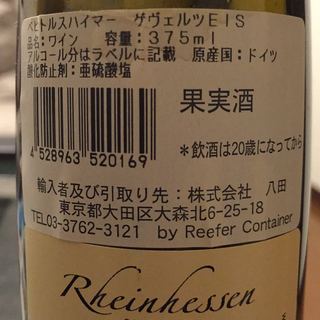 ベヒトルスハイマー ゲヴェルツEIS
品名:ワイン 容量:375ml
アルコール分はラベルに記載 原産国:ドイツ
酸化防止剤:亜硫酸塩
果実酒
4 528963 520169
*飲酒は20歳になってから
輸入者及び引取り先:株式会社 八田
東京都大田区大森北6-25-18
TEL03-3762-3121 by Reefer Container
Rheinhessen